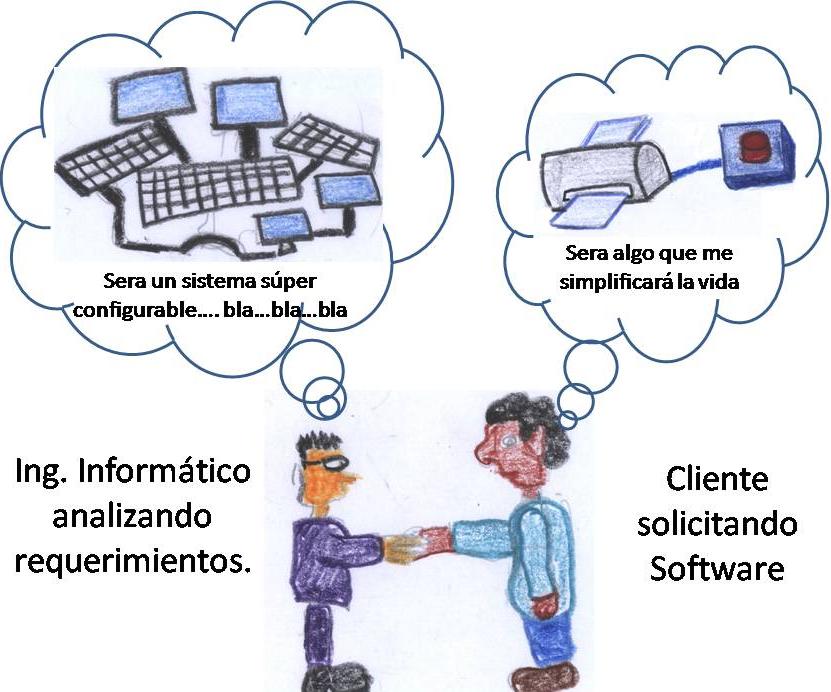 Sera un sistema súper
configurable.... bla...bla...bla
Sera algo que me
simplificará la vida
Ing. Informático
analizando
requerimientos.
Cliente
solicitando
Software